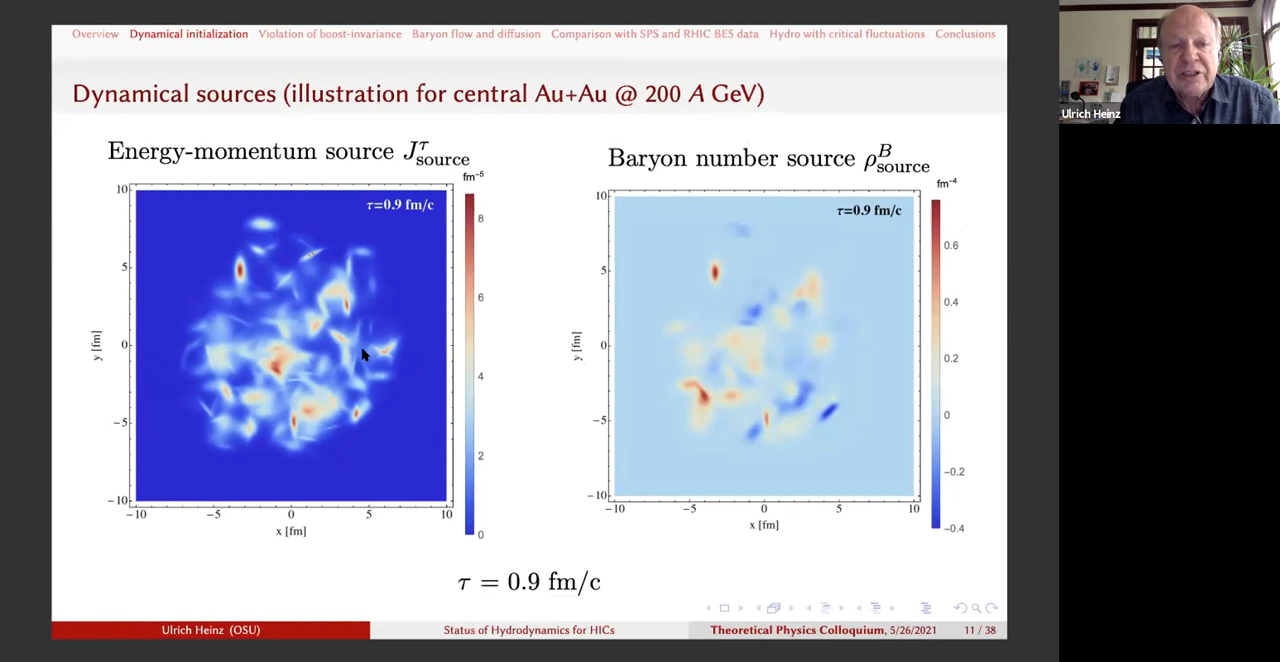 Overview Dynamical initialization Violation of boost-invariance Baryon flow and diffusion Comparison with SPS and RHIC BES data Hydro with critical fluctuations Conclusions
Dynamical sources (illustration for central Au+Au @ 200 A GeV)
Energy-momentum source J^τ_source
fm⁻⁵
τ=0.9 fm/c
10
5
0
−5
−10
y [fm]
−10 −5 0 5 10
x [fm]
8
6
4
2
0
Baryon number source ρ^B_source
fm⁻⁴
τ=0.9 fm/c
10
5
0
−5
−10
y [fm]
−10 −5 0 5 10
x [fm]
0.6
0.4
0.2
0
−0.2
−0.4
τ = 0.9 fm/c
Ulrich Heinz (OSU) Status of Hydrodynamics for HICs Theoretical Physics Colloquium, 5/26/2021 11 / 38
Ulrich Heinz